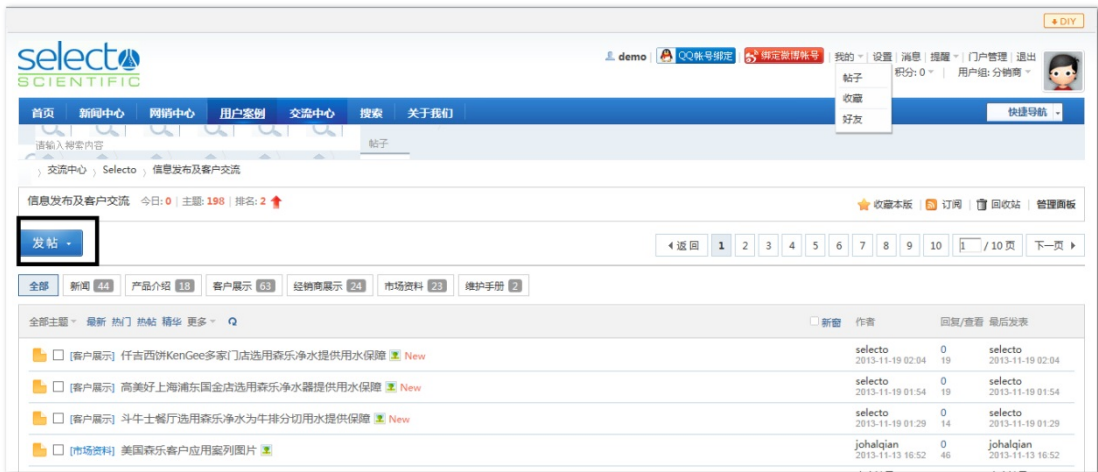 DIY
selecto
SCIENTIFIC
demo QQ帐号绑定 绑定微博帐号 我的 设置 消息 提醒 门户管理 退出
积分: 0 用户组: 分销商
帖子
收藏
好友
首页 新闻中心 网销中心 用户案例 交流中心 搜索 关于我们 快捷导航
请输入搜索内容 帖子
交流中心 Selecto 信息发布及客户交流
信息发布及客户交流 今日: 0 主题: 198 排名: 2 收藏本版 订阅 回收站 管理面板
发帖 返回 1 2 3 4 5 6 7 8 9 10 1 / 10 页 下一页
全部 新闻 44 产品介绍 18 客户展示 63 经销商展示 24 市场资料 23 维护手册 2
全部主题 最新 热门 热帖 精华 更多 新窗 作者 回复/查看 最后发表
[客户展示] 仟吉西饼KenGee多家门店选用森乐净水提供用水保障 New selecto 0 selecto
2013-11-19 02:04 19 2013-11-19 02:04
[客户展示] 高美好上海浦东国金店选用森乐净水器提供用水保障 New selecto 0 selecto
2013-11-19 01:54 19 2013-11-19 01:54
[客户展示] 斗牛士餐厅选用森乐净水为牛排分切用水提供保障 New selecto 0 selecto
2013-11-19 01:29 14 2013-11-19 01:29
[市场资料] 美国森乐客户应用案列图片 johalqian 0 johalqian
2013-11-13 16:52 46 2013-11-13 16:52